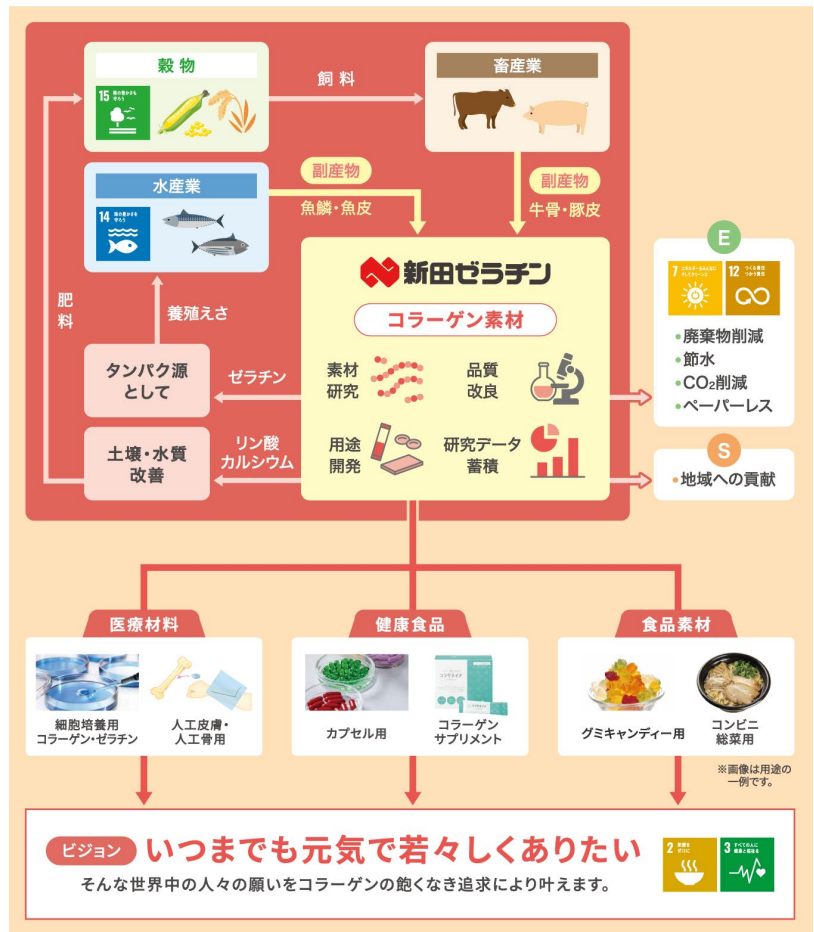 穀物
15 陸の豊かさも
守ろう
飼料
畜産業
水産業
14 海の豊かさを
守ろう
副産物
魚鱗・魚皮
副産物
牛骨・豚皮
肥料
養殖えさ
新田ゼラチン
コラーゲン素材
素材
研究
品質
改良
用途
開発
研究データ
蓄積
タンパク源
として
ゼラチン
土壌・水質
改善
リン酸
カルシウム
E
7 エネルギーをみんなに
そしてクリーンに
12 つくる責任
つかう責任
•廃棄物削減
•節水
•CO₂削減
•ペーパーレス
S
•地域への貢献
医療材料
細胞培養用
コラーゲン・ゼラチン
人工皮膚・
人工骨用
健康食品
カプセル用
コラーゲン
サプリメント
食品素材
グミキャンディー用
コンビニ
総菜用
※画像は用途の
一例です。
ビジョン いつまでも元気で若々しくありたい
そんな世界中の人々の願いをコラーゲンの飽くなき追求により叶えます。
2 飢餓を
ゼロに
3 すべての人に
健康と福祉を